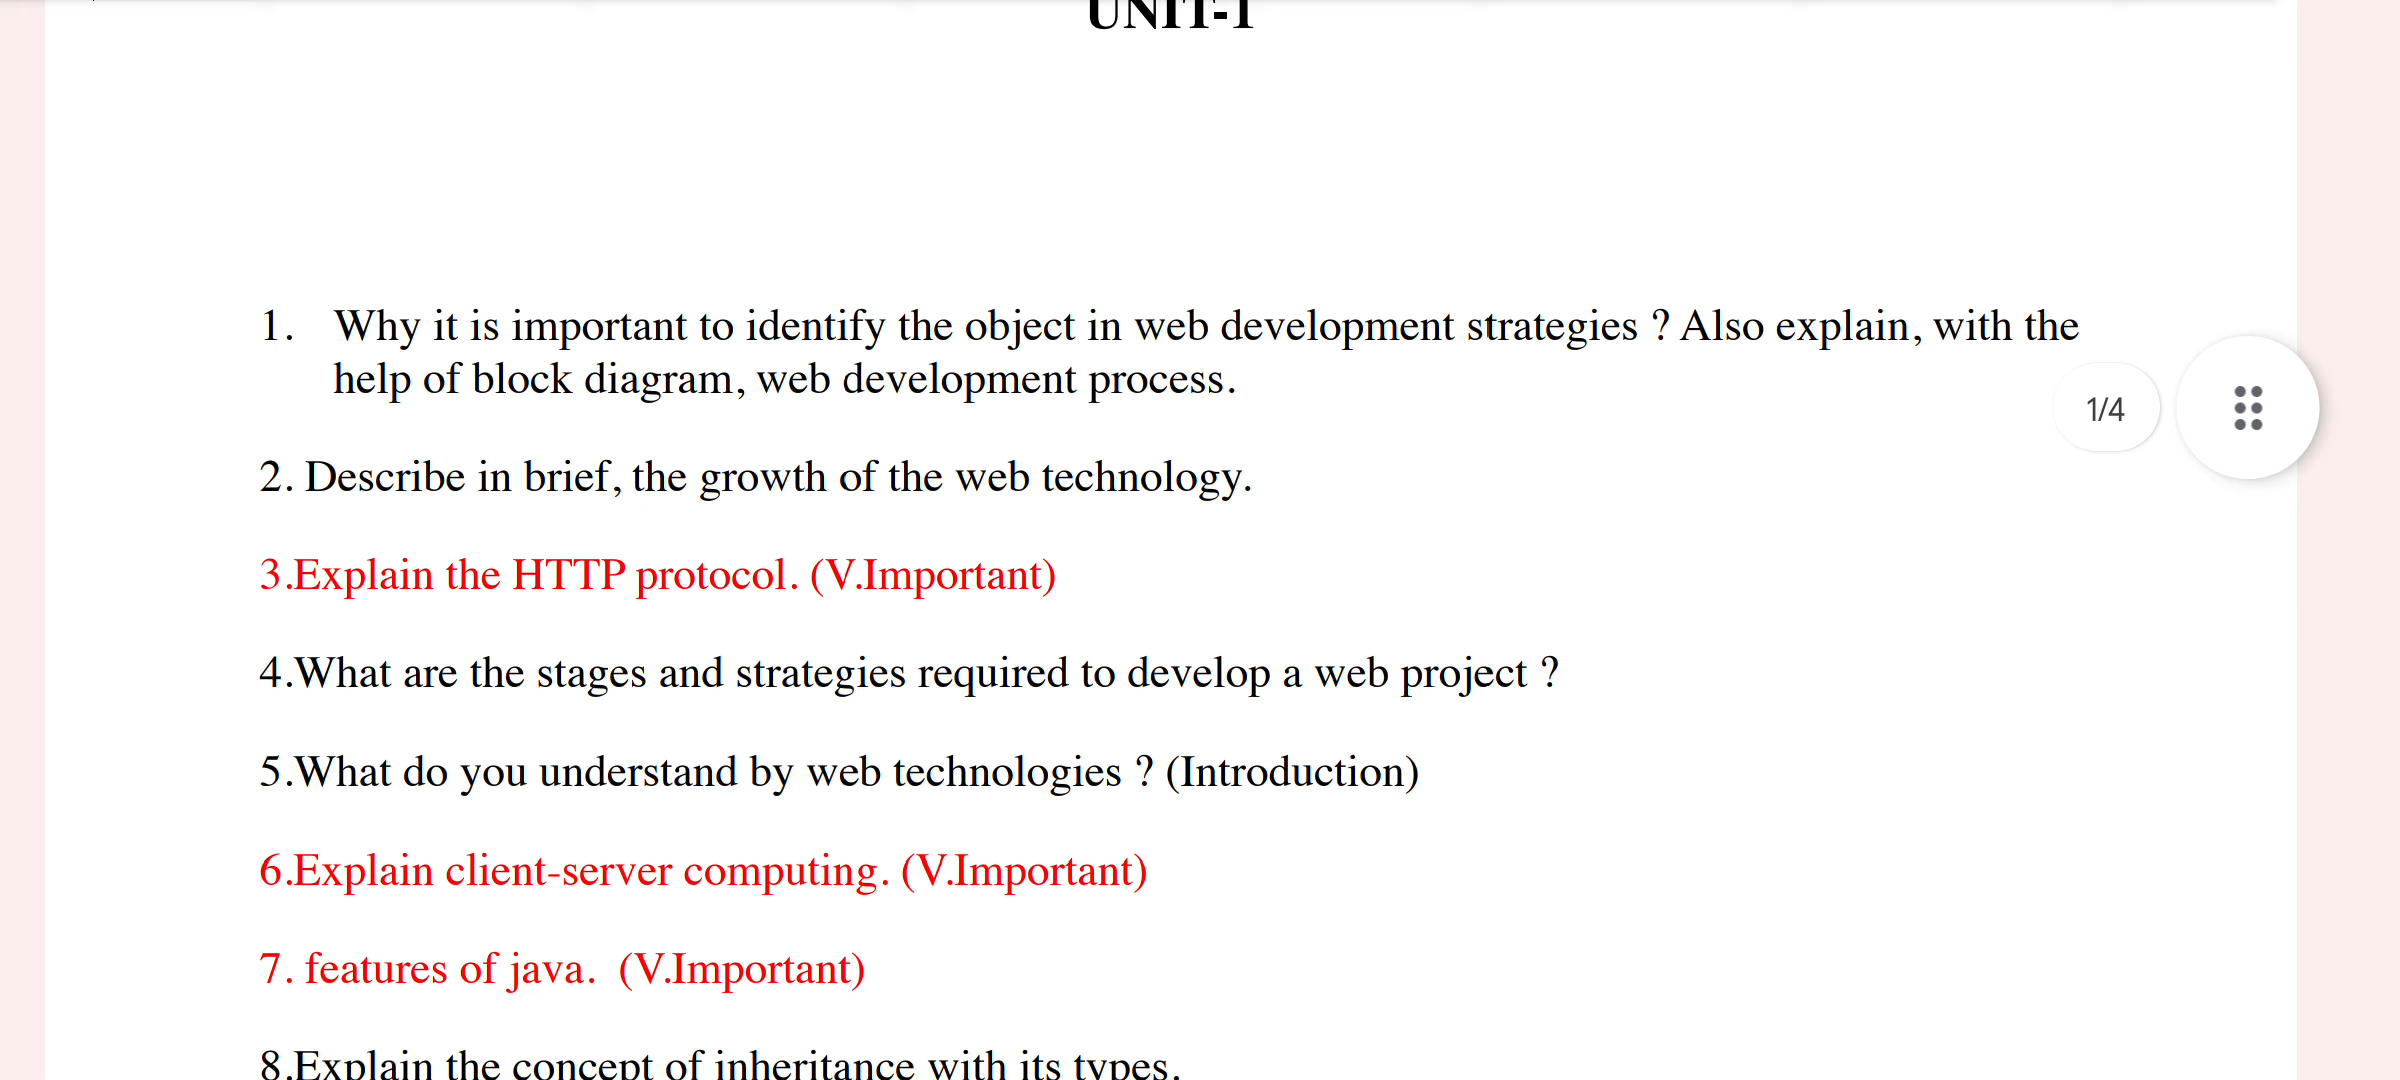 UNIT-1
1. Why it is important to identify the object in web development strategies ? Also explain, with the
help of block diagram, web development process.
1/4
2. Describe in brief, the growth of the web technology.
3.Explain the HTTP protocol. (V.Important)
4.What are the stages and strategies required to develop a web project ?
5.What do you understand by web technologies ? (Introduction)
6.Explain client-server computing. (V.Important)
7. features of java. (V.Important)
8.Explain the concept of inheritance with its types.